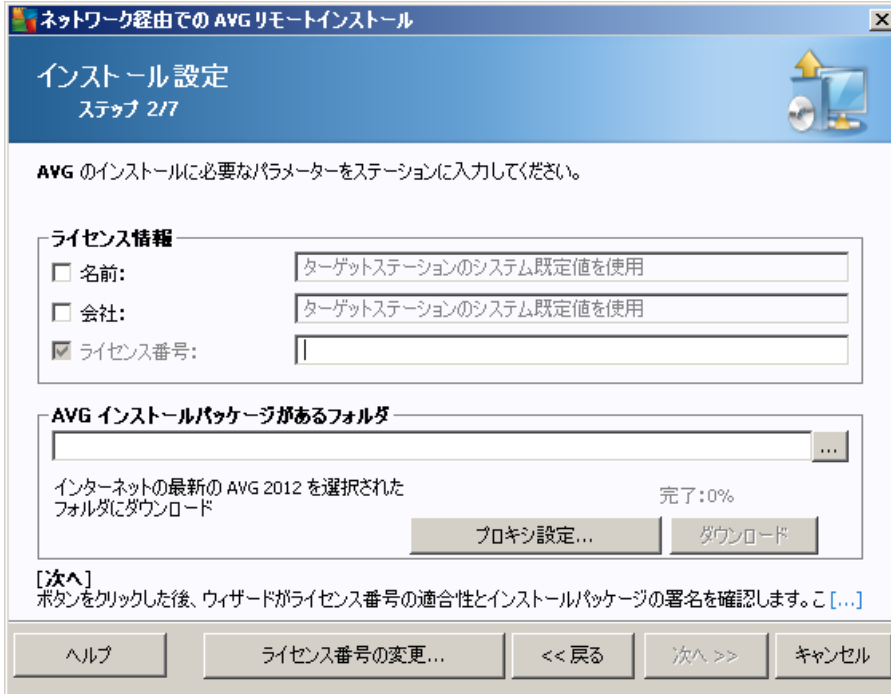 ネットワーク経由での AVG リモートインストール
インストール設定
ステップ 2/7
AVG のインストールに必要なパラメーターをステーションに入力してください。
ライセンス情報
名前:
ターゲットステーションのシステム既定値を使用
会社:
ターゲットステーションのシステム既定値を使用
ライセンス番号:
AVG インストールパッケージがあるフォルダ
...
インターネットの最新の AVG 2012 を選択された
フォルダにダウンロード
完了:0%
プロキシ設定...
ダウンロード
[次へ]
ボタンをクリックした後、ウィザードがライセンス番号の適合性とインストールパッケージの署名を確認します。こ [...]
ヘルプ
ライセンス番号の変更...
<< 戻る
次へ >>
キャンセル